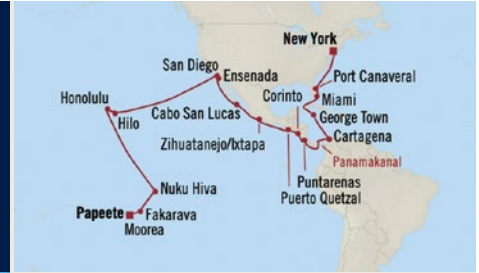 New York
San Diego
Ensenada
Port Canaveral
Honolulu
Corinto
Miami
Hilo
Cabo San Lucas
George Town
Zihuatanejo/Ixtapa
Cartagena
Panamakanal
Nuku Hiva
Puntarenas
Puerto Quetzal
Papeete
Fakarava
Moorea